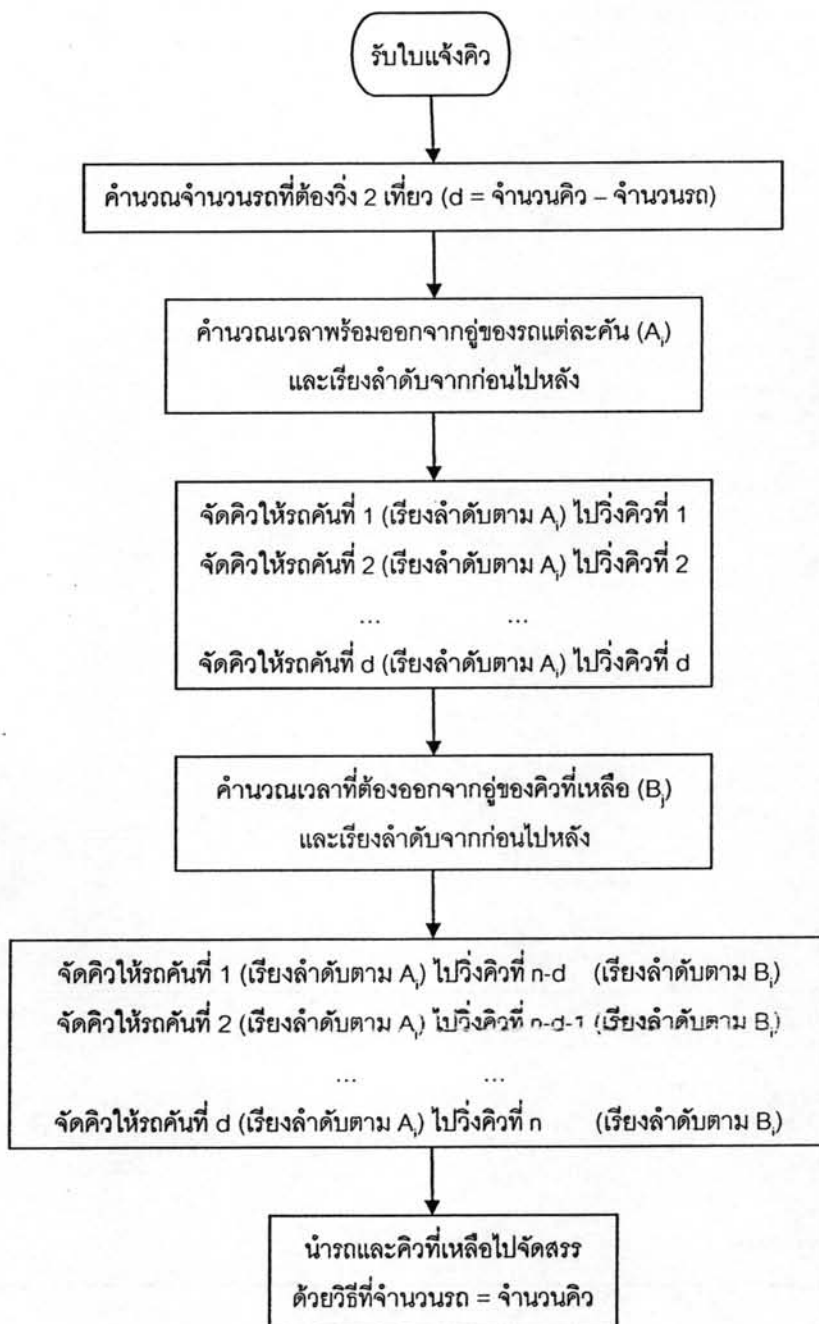 รับใบแจ้งคิว
คำนวณจำนวนรถที่ต้องวิ่ง 2 เที่ยว (d = จำนวนคิว – จำนวนรถ)
คำนวณเวลาพร้อมออกจากอู่ของรถแต่ละคัน (Aᵢ)
และเรียงลำดับจากก่อนไปหลัง
จัดคิวให้รถคันที่ 1 (เรียงลำดับตาม Aᵢ) ไปวิ่งคิวที่ 1
จัดคิวให้รถคันที่ 2 (เรียงลำดับตาม Aᵢ) ไปวิ่งคิวที่ 2
... ...
จัดคิวให้รถคันที่ d (เรียงลำดับตาม Aᵢ) ไปวิ่งคิวที่ d
คำนวณเวลาที่ต้องออกจากอู่ของคิวที่เหลือ (Bⱼ)
และเรียงลำดับจากก่อนไปหลัง
จัดคิวให้รถคันที่ 1 (เรียงลำดับตาม Aᵢ) ไปวิ่งคิวที่ n-d (เรียงลำดับตาม Bᵢ)
จัดคิวให้รถคันที่ 2 (เรียงลำดับตาม Aᵢ) ไปวิ่งคิวที่ n-d-1 (เรียงลำดับตาม Bᵢ)
... ...
จัดคิวให้รถคันที่ d (เรียงลำดับตาม Aᵢ) ไปวิ่งคิวที่ n (เรียงลำดับตาม Bᵢ)
นำรถและคิวที่เหลือไปจัดสรร
ด้วยวิธีที่จำนวนรถ = จำนวนคิว